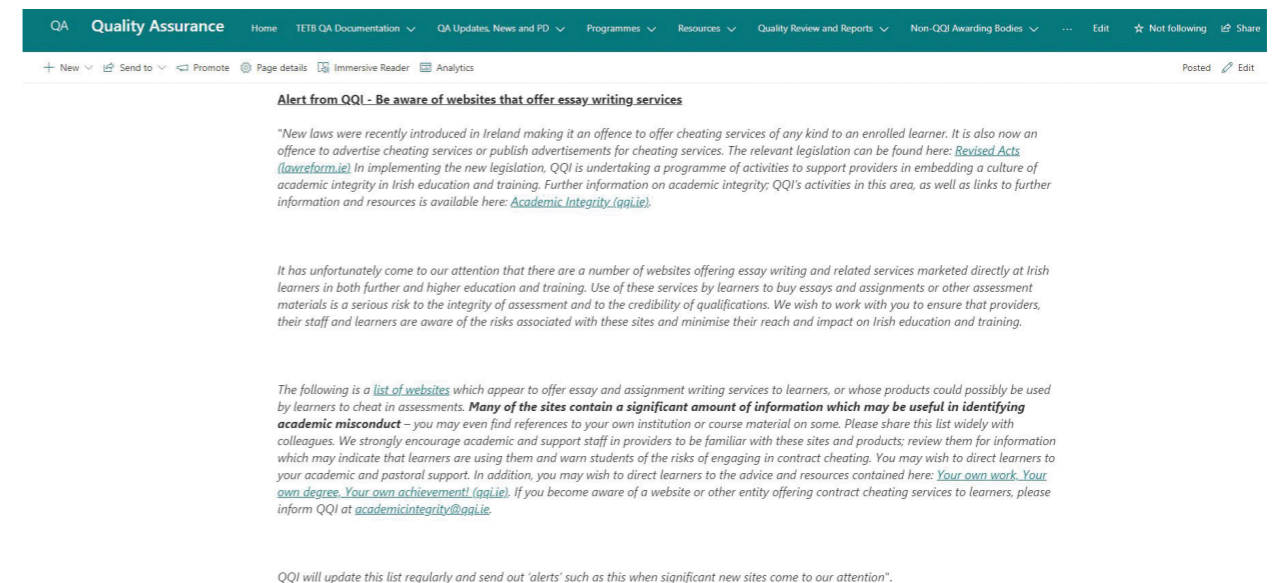 QA Quality Assurance Home TETB QA Documentation QA Updates, News and PD Programmes Resources Quality Review and Reports Non-QQI Awarding Bodies ... Edit Not following Share
New Send to Promote Page details Immersive Reader Analytics Posted Edit
Alert from QQI - Be aware of websites that offer essay writing services
"New laws were recently introduced in Ireland making it an offence to offer cheating services of any kind to an enrolled learner. It is also now an
offence to advertise cheating services or publish advertisements for cheating services. The relevant legislation can be found here: Revised Acts
(lawreform.ie) In implementing the new legislation, QQI is undertaking a programme of activities to support providers in embedding a culture of
academic integrity in Irish education and training. Further information on academic integrity; QQI's activities in this area, as well as links to further
information and resources is available here: Academic Integrity (qqi.ie).
It has unfortunately come to our attention that there are a number of websites offering essay writing and related services marketed directly at Irish
learners in both further and higher education and training. Use of these services by learners to buy essays and assignments or other assessment
materials is a serious risk to the integrity of assessment and to the credibility of qualifications. We wish to work with you to ensure that providers,
their staff and learners are aware of the risks associated with these sites and minimise their reach and impact on Irish education and training.
The following is a list of websites which appear to offer essay and assignment writing services to learners, or whose products could possibly be used
by learners to cheat in assessments. Many of the sites contain a significant amount of information which may be useful in identifying
academic misconduct – you may even find references to your own institution or course material on some. Please share this list widely with
colleagues. We strongly encourage academic and support staff in providers to be familiar with these sites and products; review them for information
which may indicate that learners are using them and warn students of the risks of engaging in contract cheating. You may wish to direct learners to
your academic and pastoral support. In addition, you may wish to direct learners to the advice and resources contained here: Your own work, Your
own degree, Your own achievement! (qqi.ie). If you become aware of a website or other entity offering contract cheating services to learners, please
inform QQI at academicintegrity@qqi.ie.
QQI will update this list regularly and send out 'alerts' such as this when significant new sites come to our attention".